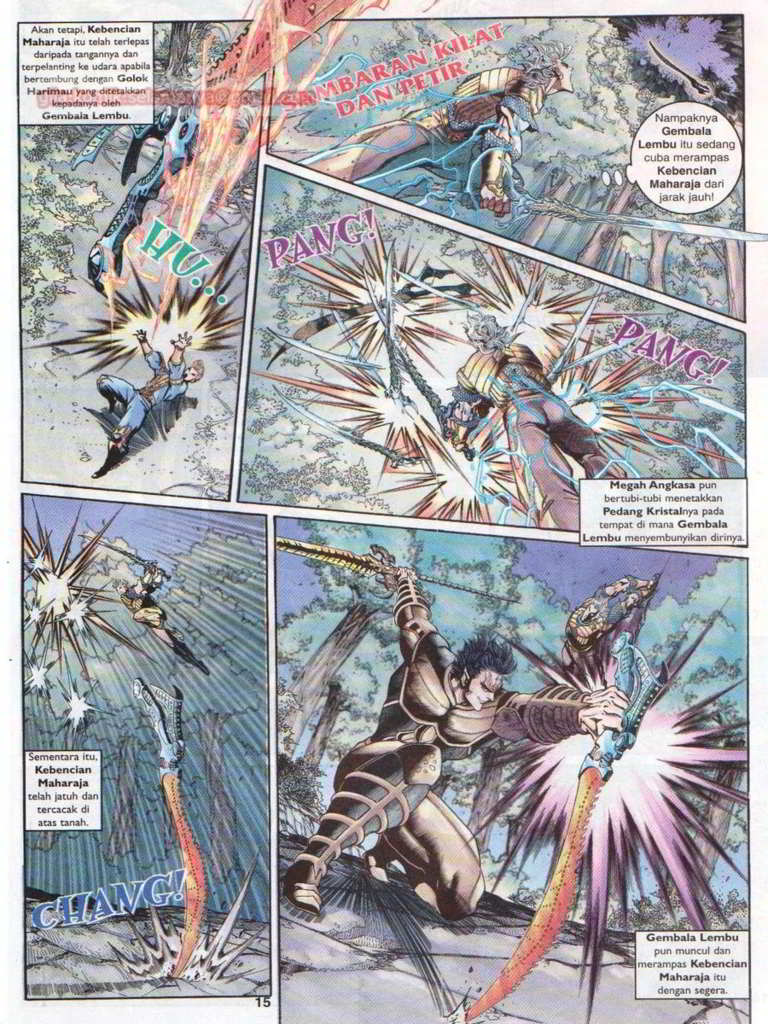 Akan tetapi, Kebencian
Maharaja itu telah terlepas
daripada tangannya dan
terpelanting ke udara apabila
bertembung dengan Golok
Harimau yang ditetakkan
kepadanya oleh
Gembala Lembu.
SAMBARAN KILAT
DAN PETIR
Nampaknya
Gembala
Lembu itu sedang
cuba merampas
Kebencian
Maharaja dari
jarak jauh!
HU...
PANG!
PANG!
Megah Angkasa pun
bertubi-tubi menetakkan
Pedang Kristalnya pada
tempat di mana Gembala
Lembu menyembunyikan dirinya.
Sementara itu,
Kebencian
Maharaja
telah jatuh dan
tercacak di
atas tanah.
CHANG!
Gembala Lembu
pun muncul dan
merampas Kebencian
Maharaja itu
dengan segera.
15